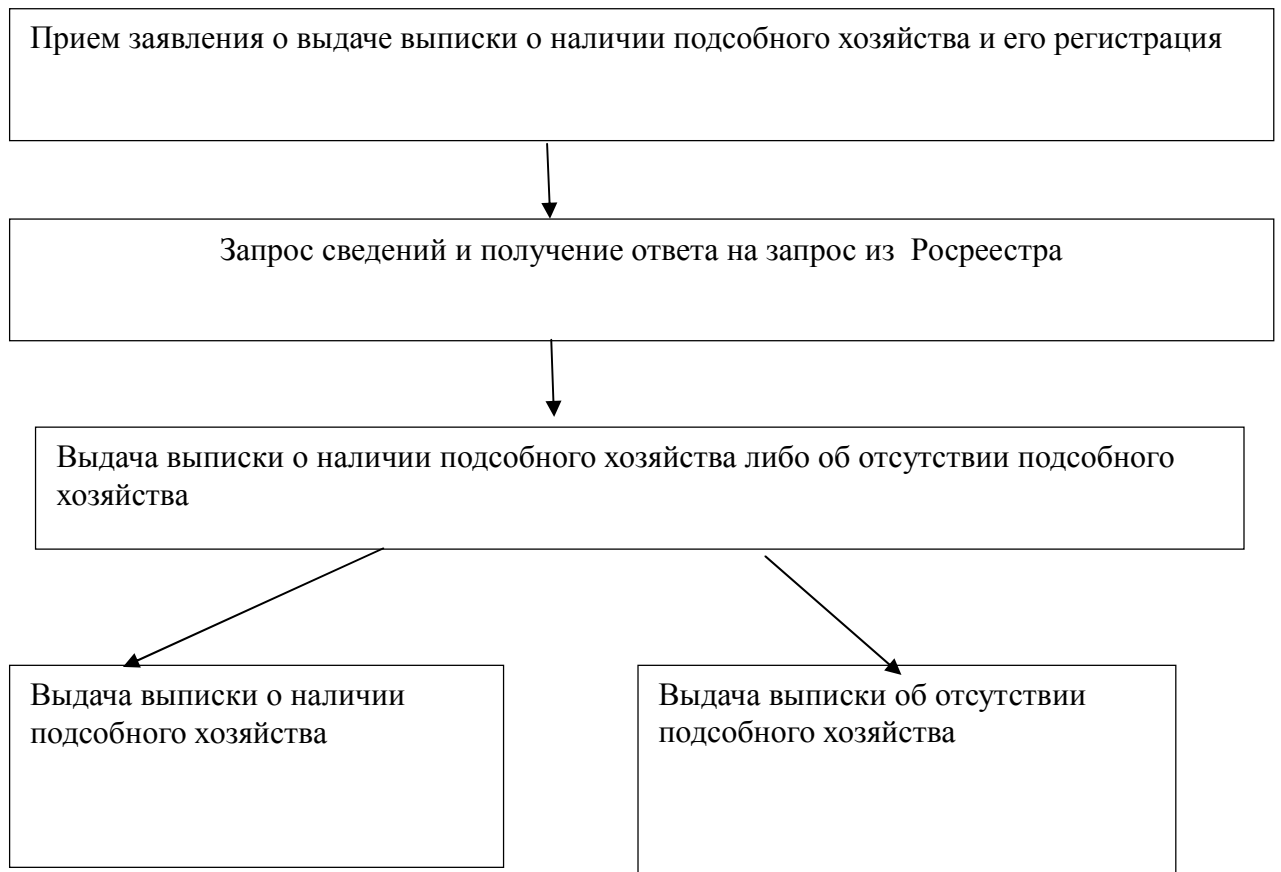 Прием заявления о выдаче выписки о наличии подсобного хозяйства и его регистрация
Запрос сведений и получение ответа на запрос из  Росреестра
Выдача выписки о наличии подсобного хозяйства либо об отсутствии подсобного
хозяйства
Выдача выписки о наличии
подсобного хозяйства
Выдача выписки об отсутствии
подсобного хозяйства